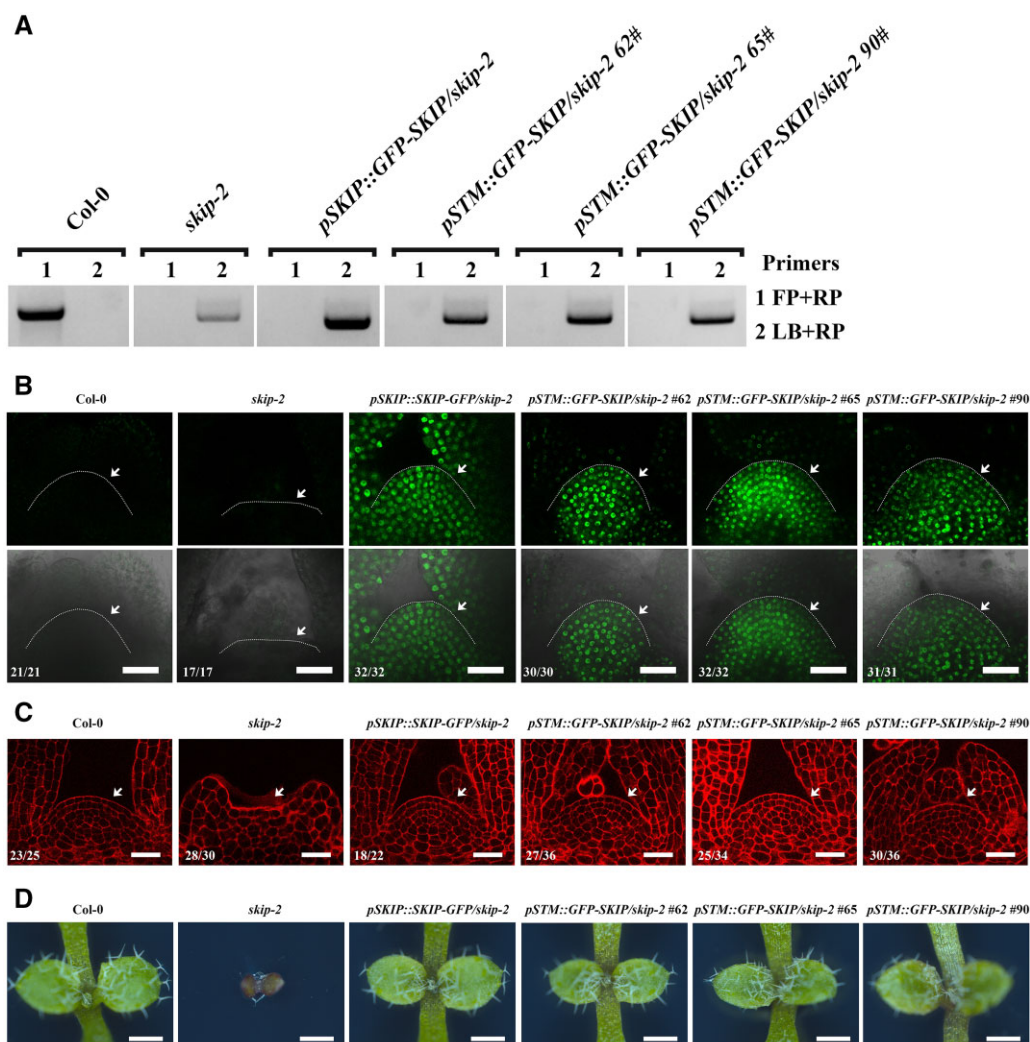 A
Col-0
skip-2
pSKIP::GFP-SKIP/skip-2
pSTM::GFP-SKIP/skip-2 62#
pSTM::GFP-SKIP/skip-2 65#
pSTM::GFP-SKIP/skip-2 90#
1 2 1 2 1 2 1 2 1 2 1 2 Primers
1 FP+RP
2 LB+RP
B
Col-0 skip-2 pSKIP::SKIP-GFP/skip-2 pSTM::GFP-SKIP/skip-2 #62 pSTM::GFP-SKIP/skip-2 #65 pSTM::GFP-SKIP/skip-2 #90
21/21 17/17 32/32 30/30 32/32 31/31
C
Col-0 skip-2 pSKIP::SKIP-GFP/skip-2 pSTM::GFP-SKIP/skip-2 #62 pSTM::GFP-SKIP/skip-2 #65 pSTM::GFP-SKIP/skip-2 #90
23/25 28/30 18/22 27/36 25/34 30/36
D
Col-0 skip-2 pSKIP::SKIP-GFP/skip-2 pSTM::GFP-SKIP/skip-2 #62 pSTM::GFP-SKIP/skip-2 #65 pSTM::GFP-SKIP/skip-2 #90